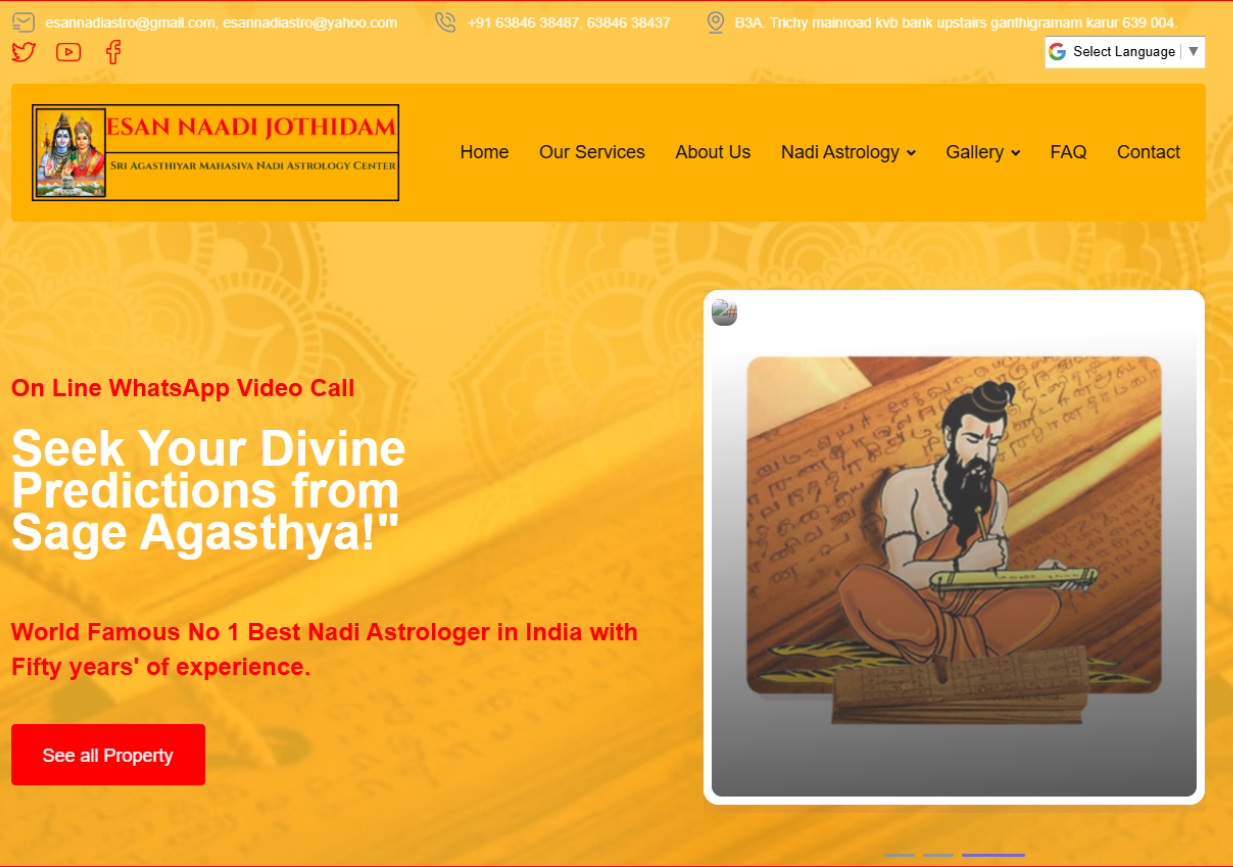 esannadiastro@gmail.com, esannadiastro@yahoo.com
+91 63846 38487, 63846 38437
B3A. Trichy mainroad kvb bank upstairs ganthigramam karur 639 004.
Select Language
ESAN NAADI JOTHIDAM
SRI AGASTHIYAR MAHASIVA NADI ASTROLOGY CENTER
Home
Our Services
About Us
Nadi Astrology
Gallery
FAQ
Contact
On Line WhatsApp Video Call
Seek Your Divine
Predictions from
Sage Agasthya!"
World Famous No 1 Best Nadi Astrologer in India with
Fifty years' of experience.
See all Property